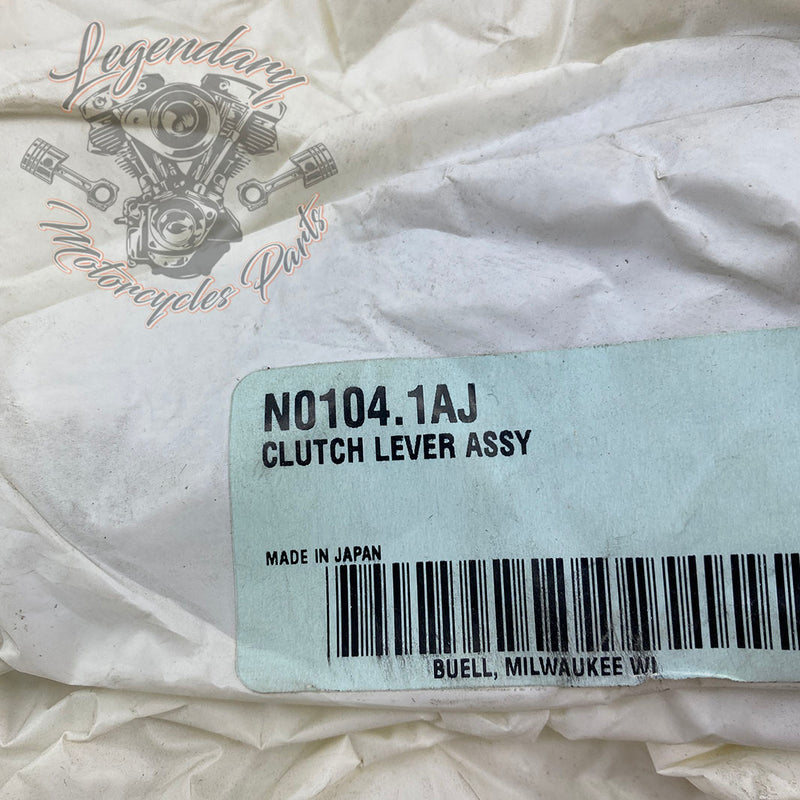 Legendary
Motorcycles Parts
N0104.1AJ
CLUTCH LEVER ASSY
MADE IN JAPAN
BUELL, MILWAUKEE WI